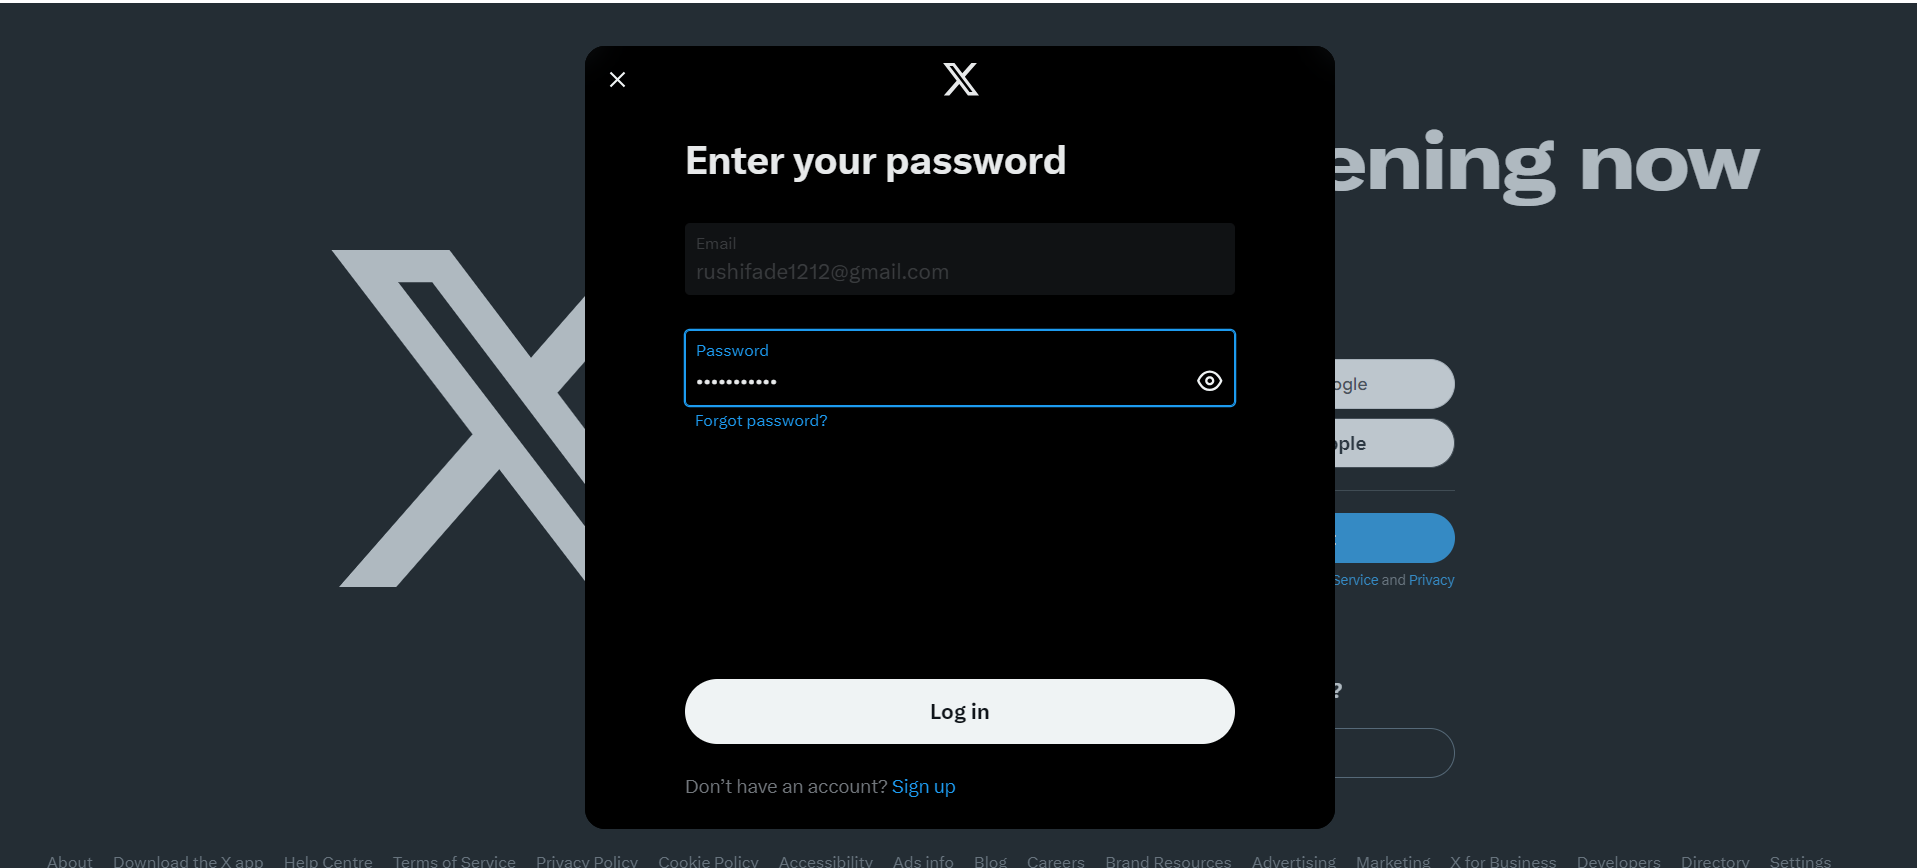 Enter your password
ening now
Email
rushifade1212@gmail.com
Password
•••••••••••
Forgot password?
ogle
ple
Service and Privacy
Log in
?
Don’t have an account? Sign up
About Download the X app Help Centre Terms of Service Privacy Policy Cookie Policy Accessibility Ads info Blog Careers Brand Resources Advertising Marketing X for Business Developers Directory Settings